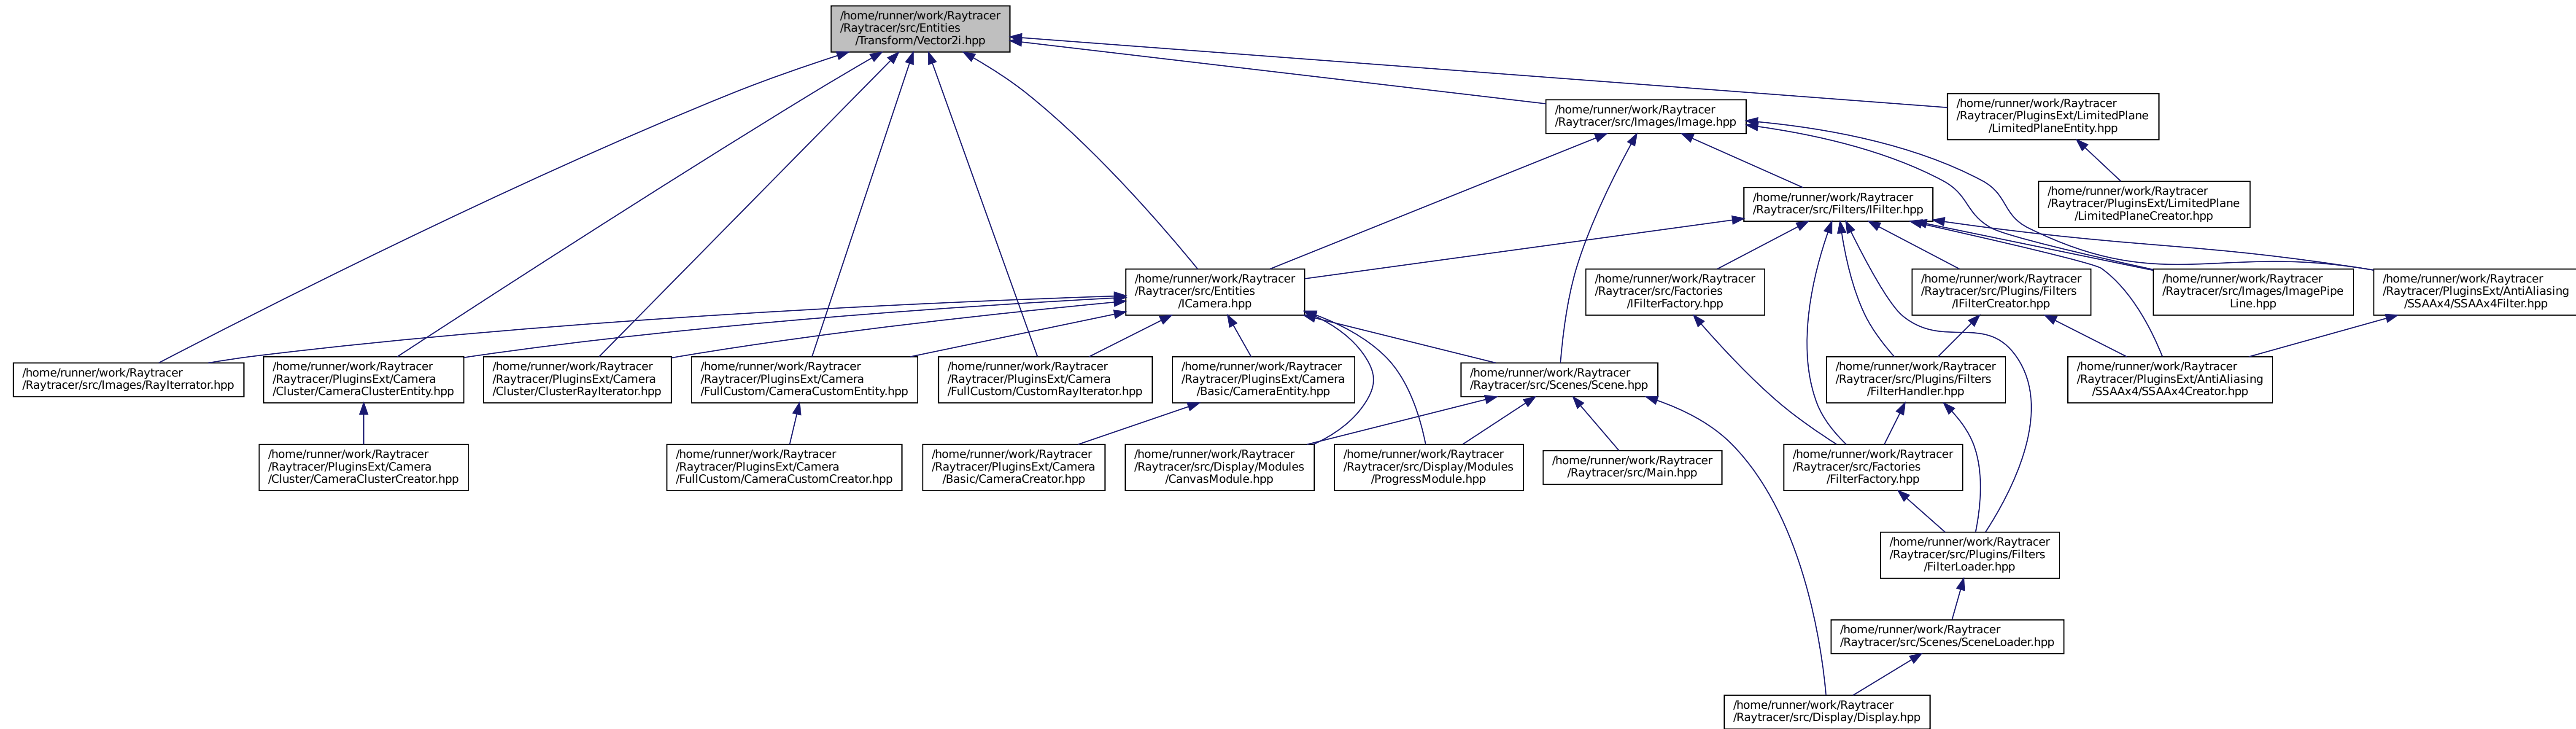 /home/runner/work/Raytracer
/Raytracer/src/Entities
/Transform/Vector2i.hpp
/home/runner/work/Raytracer
/Raytracer/src/Images/Image.hpp
/home/runner/work/Raytracer
/Raytracer/PluginsExt/LimitedPlane
/LimitedPlaneEntity.hpp
/home/runner/work/Raytracer
/Raytracer/src/Filters/IFilter.hpp
/home/runner/work/Raytracer
/Raytracer/PluginsExt/LimitedPlane
/LimitedPlaneCreator.hpp
/home/runner/work/Raytracer
/Raytracer/src/Entities
/ICamera.hpp
/home/runner/work/Raytracer
/Raytracer/src/Factories
/IFilterFactory.hpp
/home/runner/work/Raytracer
/Raytracer/src/Plugins/Filters
/IFilterCreator.hpp
/home/runner/work/Raytracer
/Raytracer/src/Images/ImagePipe
Line.hpp
/home/runner/work/Raytracer
/Raytracer/PluginsExt/AntiAliasing
/SSAAx4/SSAAx4Filter.hpp
/home/runner/work/Raytracer
/Raytracer/src/Images/RayIterrator.hpp
/home/runner/work/Raytracer
/Raytracer/PluginsExt/Camera
/Cluster/CameraClusterEntity.hpp
/home/runner/work/Raytracer
/Raytracer/PluginsExt/Camera
/Cluster/ClusterRayIterator.hpp
/home/runner/work/Raytracer
/Raytracer/PluginsExt/Camera
/FullCustom/CameraCustomEntity.hpp
/home/runner/work/Raytracer
/Raytracer/PluginsExt/Camera
/FullCustom/CustomRayIterator.hpp
/home/runner/work/Raytracer
/Raytracer/PluginsExt/Camera
/Basic/CameraEntity.hpp
/home/runner/work/Raytracer
/Raytracer/src/Scenes/Scene.hpp
/home/runner/work/Raytracer
/Raytracer/src/Plugins/Filters
/FilterHandler.hpp
/home/runner/work/Raytracer
/Raytracer/PluginsExt/AntiAliasing
/SSAAx4/SSAAx4Creator.hpp
/home/runner/work/Raytracer
/Raytracer/PluginsExt/Camera
/Cluster/CameraClusterCreator.hpp
/home/runner/work/Raytracer
/Raytracer/PluginsExt/Camera
/FullCustom/CameraCustomCreator.hpp
/home/runner/work/Raytracer
/Raytracer/PluginsExt/Camera
/Basic/CameraCreator.hpp
/home/runner/work/Raytracer
/Raytracer/src/Display/Modules
/CanvasModule.hpp
/home/runner/work/Raytracer
/Raytracer/src/Display/Modules
/ProgressModule.hpp
/home/runner/work/Raytracer
/Raytracer/src/Main.hpp
/home/runner/work/Raytracer
/Raytracer/src/Factories
/FilterFactory.hpp
/home/runner/work/Raytracer
/Raytracer/src/Plugins/Filters
/FilterLoader.hpp
/home/runner/work/Raytracer
/Raytracer/src/Scenes/SceneLoader.hpp
/home/runner/work/Raytracer
/Raytracer/src/Display/Display.hpp